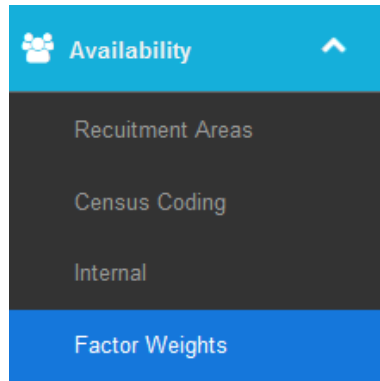 Availability
Recuitment Areas
Census Coding
Internal
Factor Weights